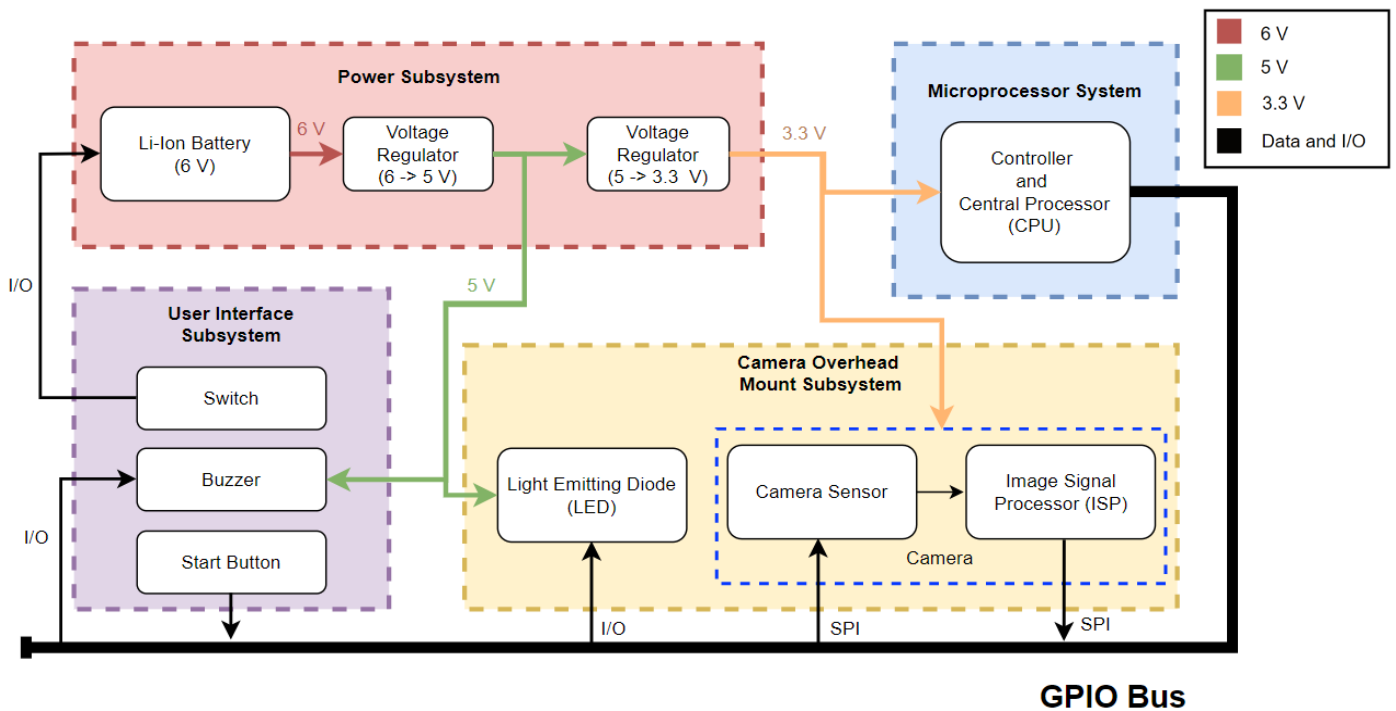 6 V
5 V
3.3 V
Data and I/O
Power Subsystem
Li-Ion Battery
(6 V)
6 V
Voltage
Regulator
(6 -> 5 V)
Voltage
Regulator
(5 -> 3.3 V)
3.3 V
Microprocessor System
Controller
and
Central Processor
(CPU)
I/O
5 V
User Interface
Subsystem
Switch
Buzzer
Start Button
I/O
Camera Overhead
Mount Subsystem
Light Emitting Diode
(LED)
Camera Sensor
Image Signal
Processor (ISP)
Camera
I/O
SPI
SPI
GPIO Bus